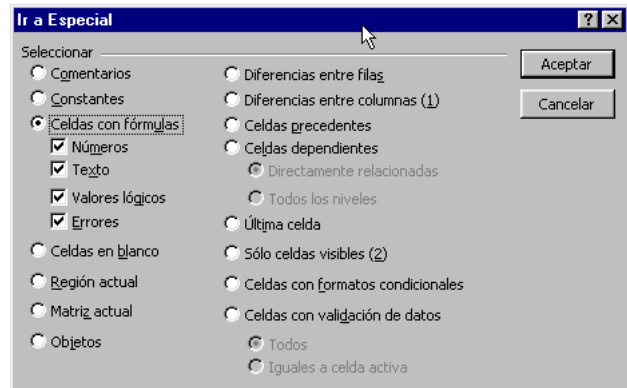 Ir a Especial
Seleccionar
Comentarios
Constantes
Celdas con fórmulas
Números
Texto
Valores lógicos
Errores
Celdas en blanco
Región actual
Matriz actual
Objetos
Diferencias entre filas
Diferencias entre columnas (1)
Celdas precedentes
Celdas dependientes
Directamente relacionadas
Todos los niveles
Última celda
Sólo celdas visibles (2)
Celdas con formatos condicionales
Celdas con validación de datos
Todos
Iguales a celda activa
Aceptar
Cancelar